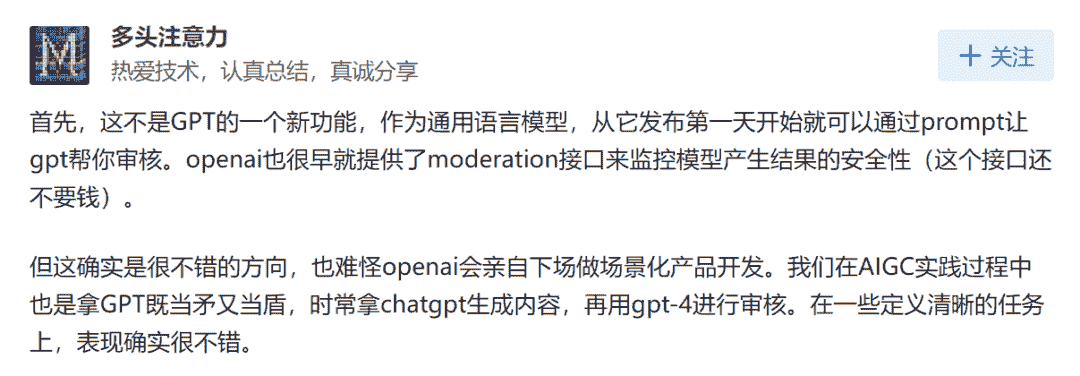 多头注意力
热爱技术，认真总结，真诚分享
＋关注
首先，这不是GPT的一个新功能，作为通用语言模型，从它发布第一天开始就可以通过prompt让
gpt帮你审核。openai也很早就提供了moderation接口来监控模型产生结果的安全性（这个接口还
不要钱）。
但这确实是很不错的方向，也难怪openai会亲自下场做场景化产品开发。我们在AIGC实践过程中
也是拿GPT既当矛又当盾，时常拿chatgpt生成内容，再用gpt-4进行审核。在一些定义清晰的任务
上，表现确实很不错。